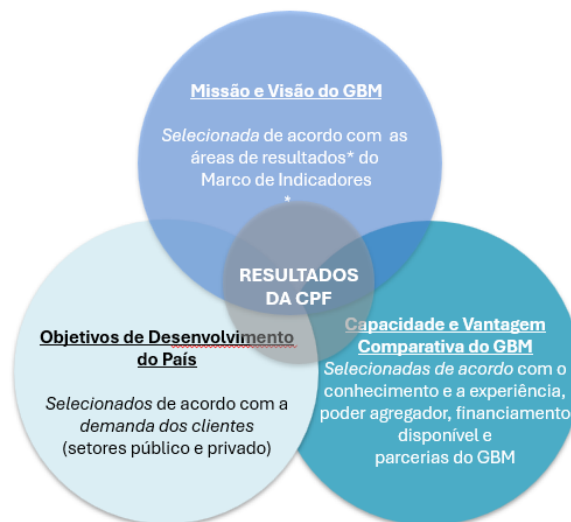 Missão e Visão do GBM
Selecionada de acordo com as
áreas de resultados* do
Marco de Indicadores
*
RESULTADOS
DA CPF
Objetivos de Desenvolvimento
do País
Selecionados de acordo com a
demanda dos clientes
(setores público e privado)
Capacidade e Vantagem
Comparativa do GBM
Selecionadas de acordo com o
conhecimento e a experiência,
poder agregador, financiamento
disponível e
parcerias do GBM